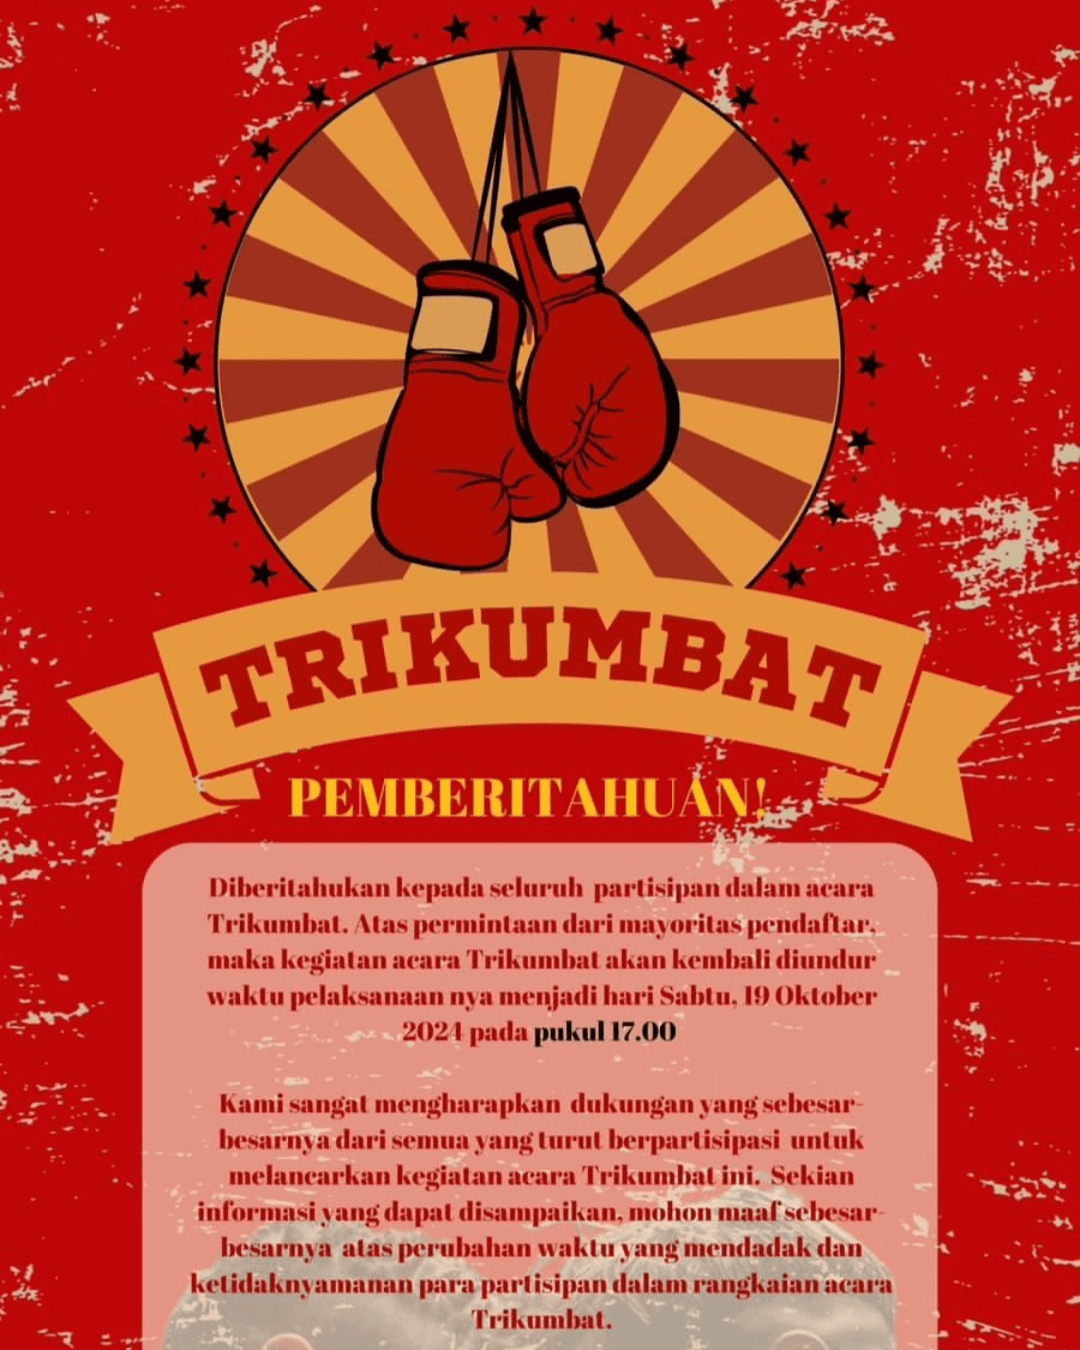 TRIKUMBAT
PEMBERITAHUAN!
Diberitahukan kepada seluruh partisipan dalam acara
Trikumbat. Atas permintaan dari mayoritas pendaftar,
maka kegiatan acara Trikumbat akan kembali diundur
waktu pelaksanaan nya menjadi hari Sabtu, 19 Oktober
2024 pada pukul 17.00
Kami sangat mengharapkan dukungan yang sebesar-
besarnya dari semua yang turut berpartisipasi untuk
melancarkan kegiatan acara Trikumbat ini. Sekian
informasi yang dapat disampaikan, mohon maaf sebesar-
besarnya atas perubahan waktu yang mendadak dan
ketidaknyamanan para partisipan dalam rangkaian acara
Trikumbat.